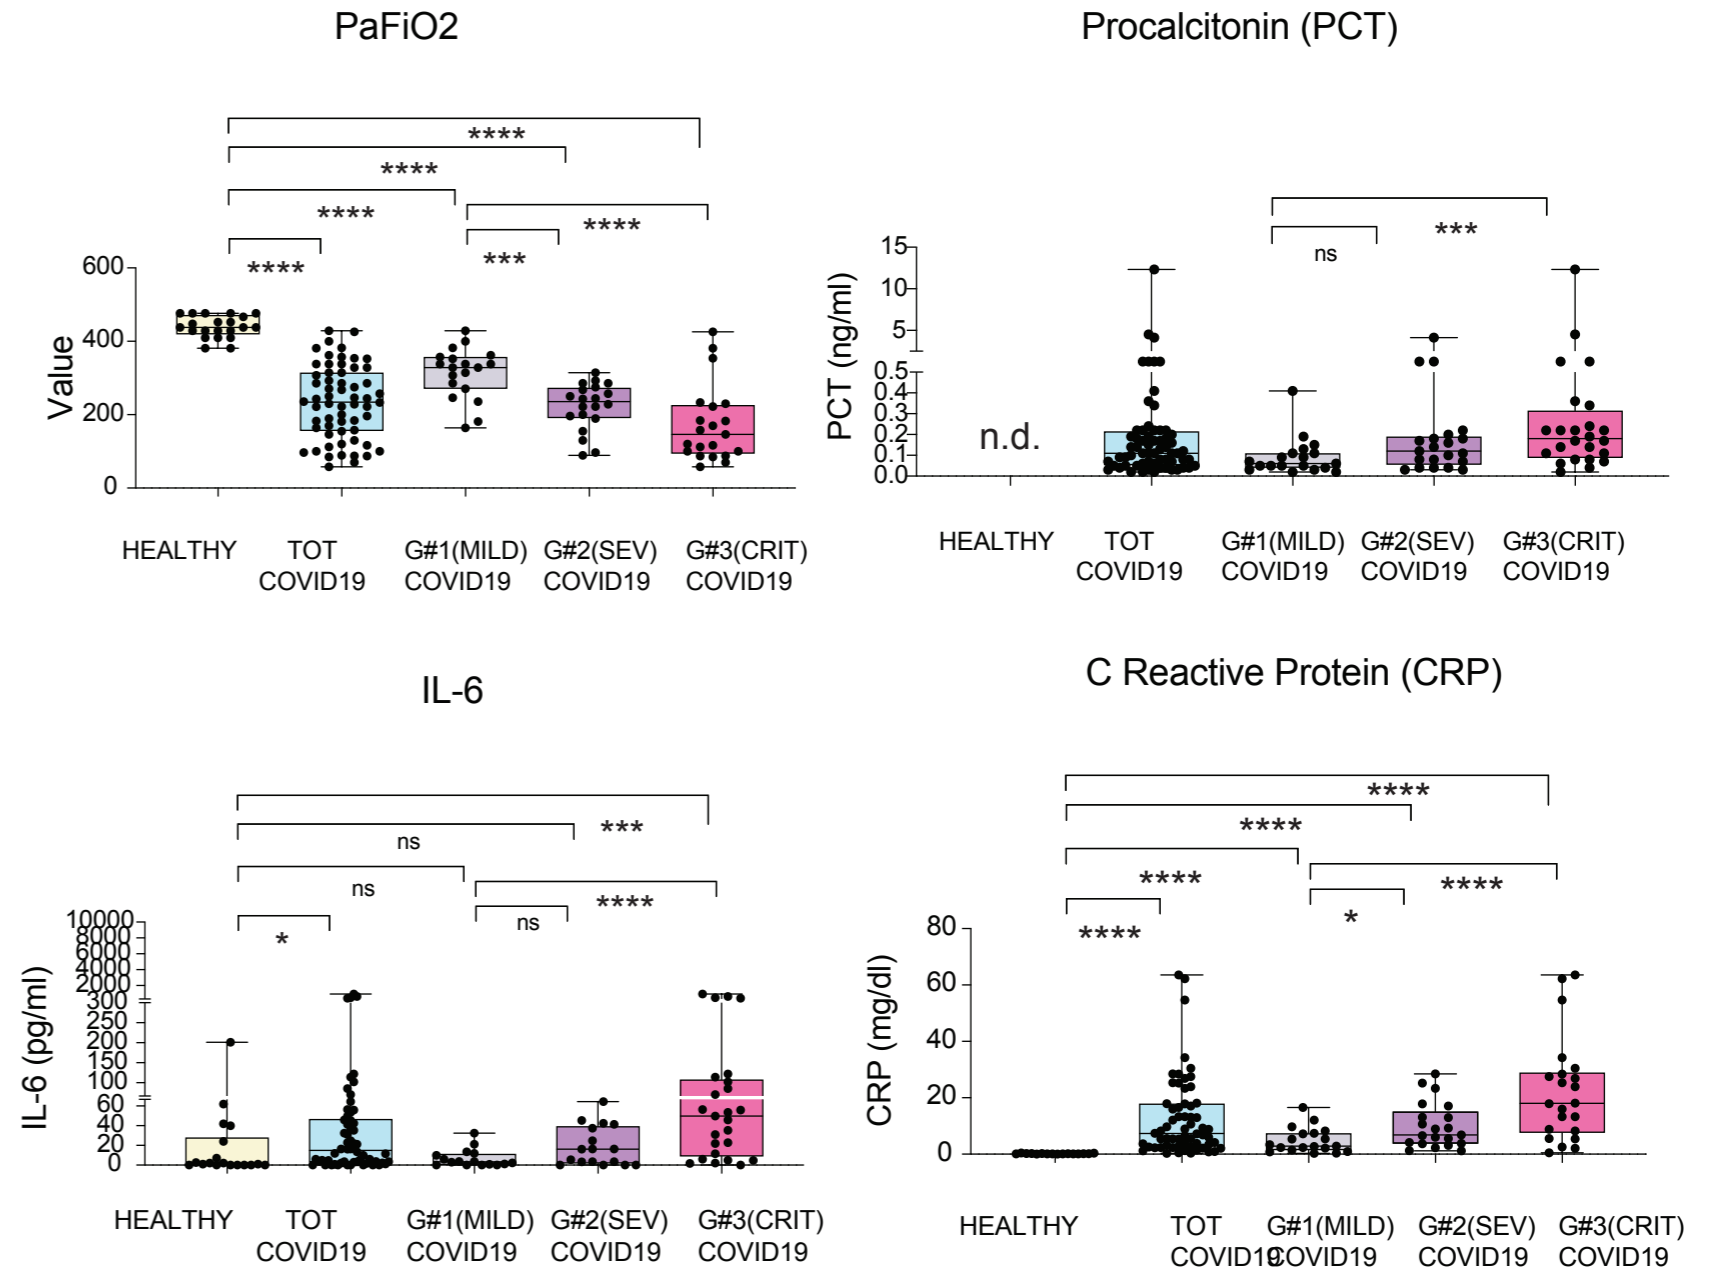 PaFiO2
****
****
****
****
****
***
600
400
200
0
Value
HEALTHY
TOT
COVID19
G#1(MILD)
COVID19
G#2(SEV)
COVID19
G#3(CRIT)
COVID19
Procalcitonin (PCT)
***
ns
15
10
5
0.5
0.4
0.3
0.2
0.1
0.0
PCT (ng/ml)
n.d.
HEALTHY
TOT
COVID19
G#1(MILD)
COVID19
G#2(SEV)
COVID19
G#3(CRIT)
COVID19
IL-6
***
ns
ns
****
ns
*
10000
8000
6000
4000
2000
300
250
200
150
100
60
40
20
0
IL-6 (pg/ml)
HEALTHY
TOT
COVID19
G#1(MILD)
COVID19
G#2(SEV)
COVID19
G#3(CRIT)
COVID19
C Reactive Protein (CRP)
****
****
****
****
*
****
80
60
40
20
0
CRP (mg/dl)
HEALTHY
TOT
COVID19
G#1(MILD)
COVID19
G#2(SEV)
COVID19
G#3(CRIT)
COVID19